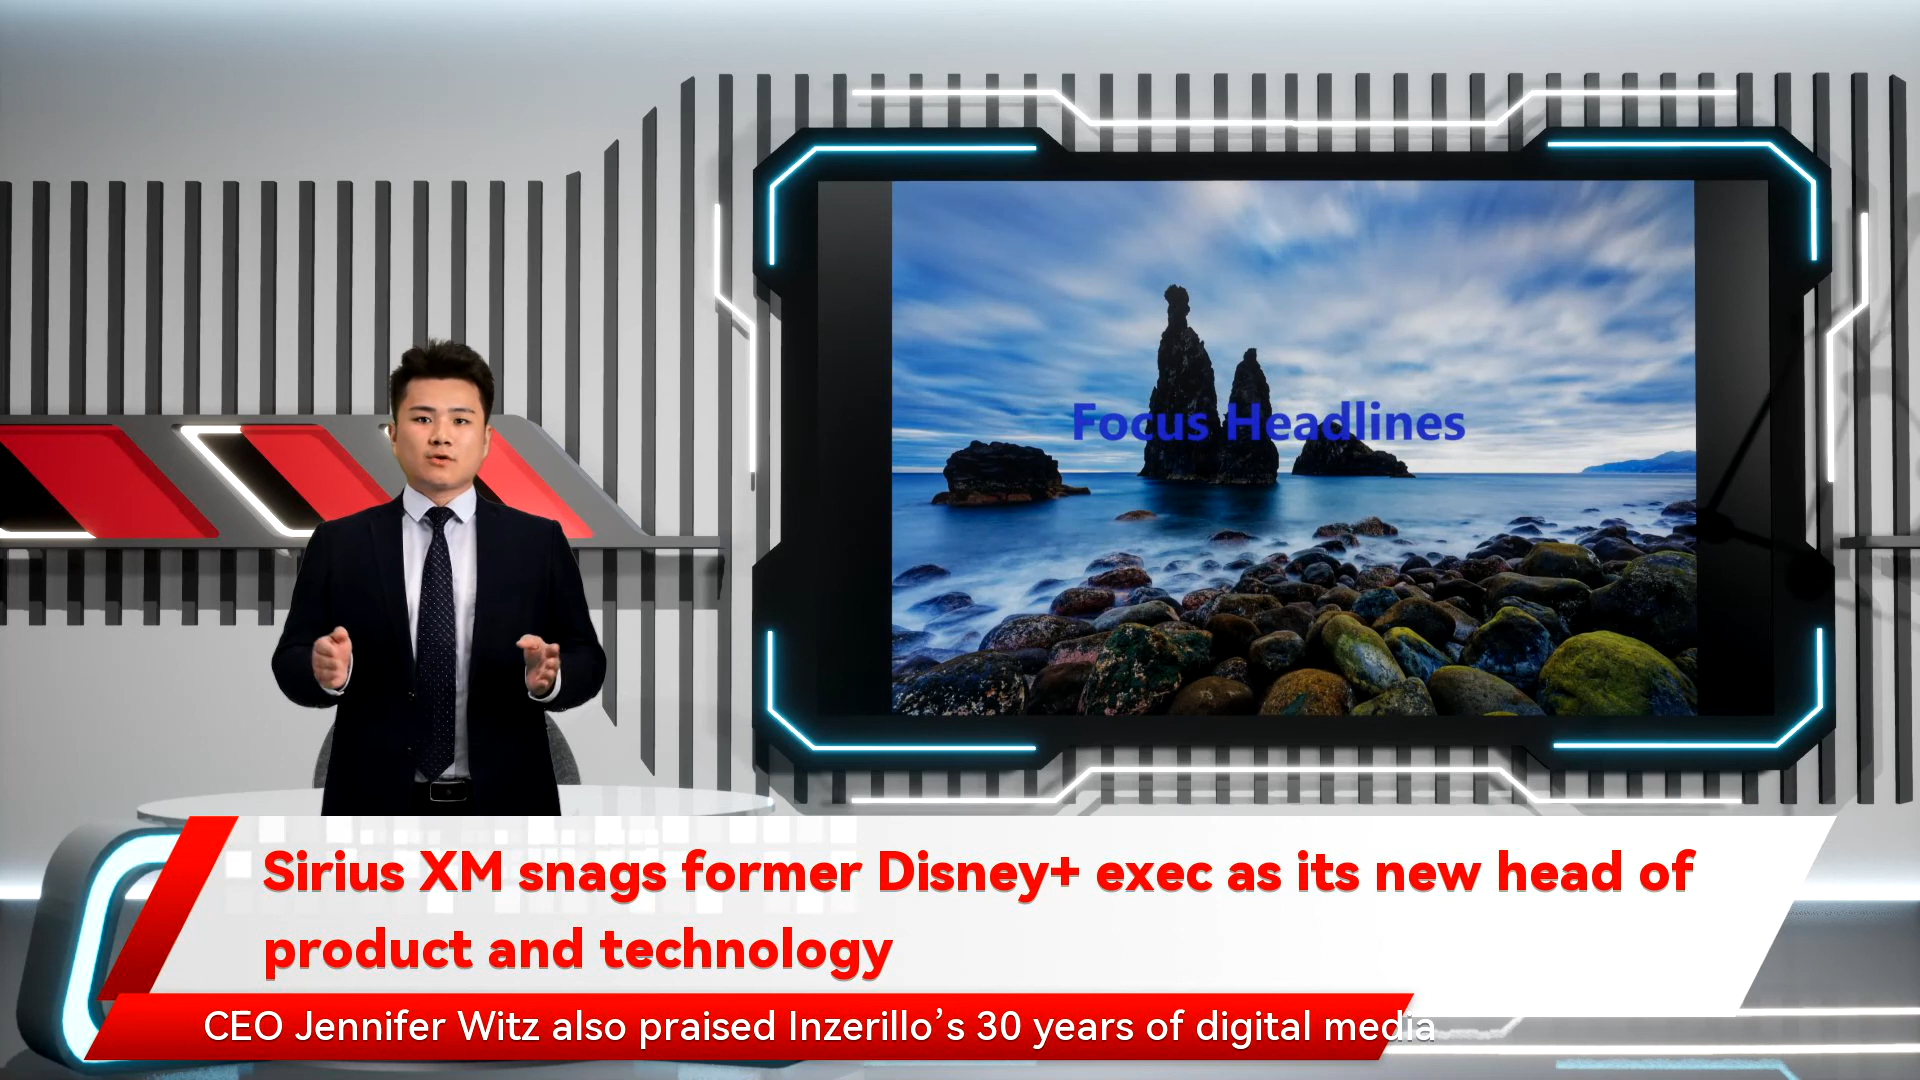 Focus Headlines
Sirius XM snags former Disney+ exec as its new head of
product and technology
CEO Jennifer Witz also praised Inzerillo’s 30 years of digital media